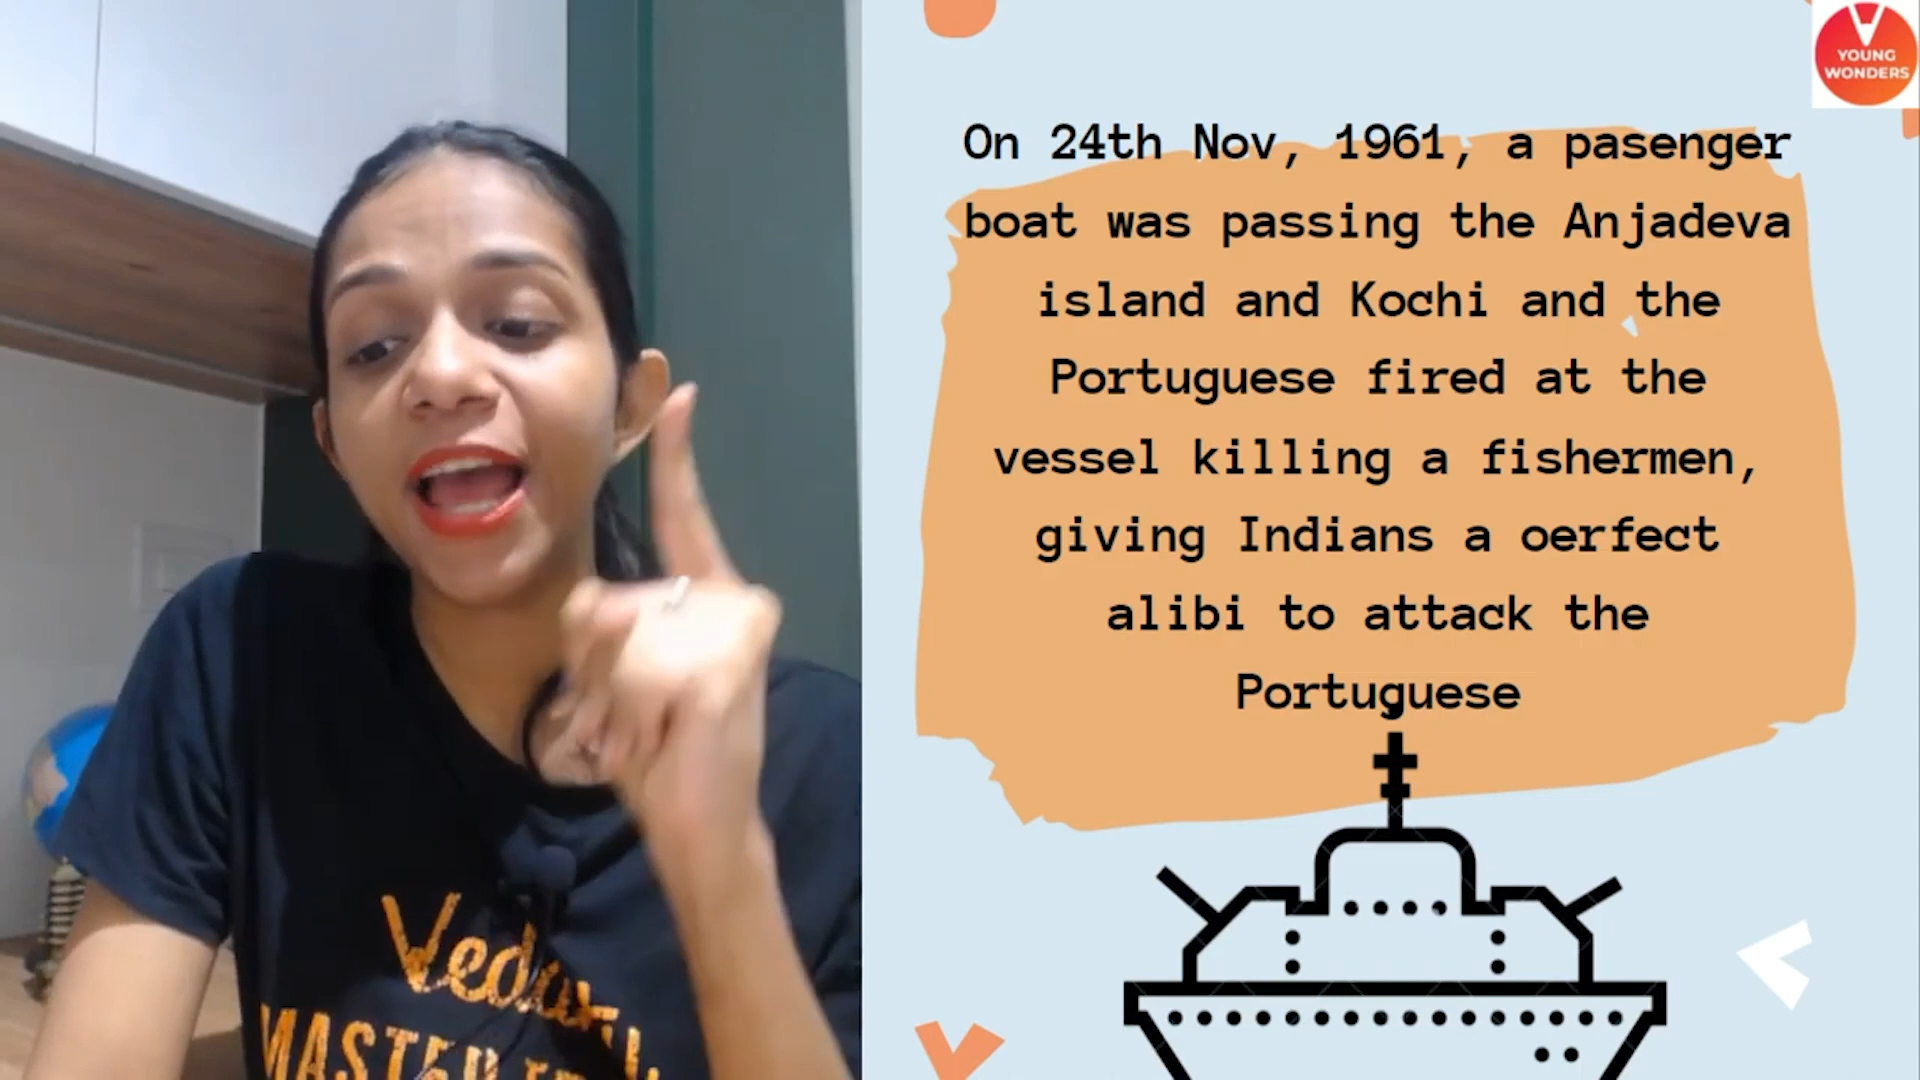 YOUNG
WONDERS
On 24th Nov, 1961, a pasenger
boat was passing the Anjadeva
island and Kochi and the
Portuguese fired at the
vessel killing a fishermen,
giving Indians a oerfect
alibi to attack the
Portuguese
MASTER